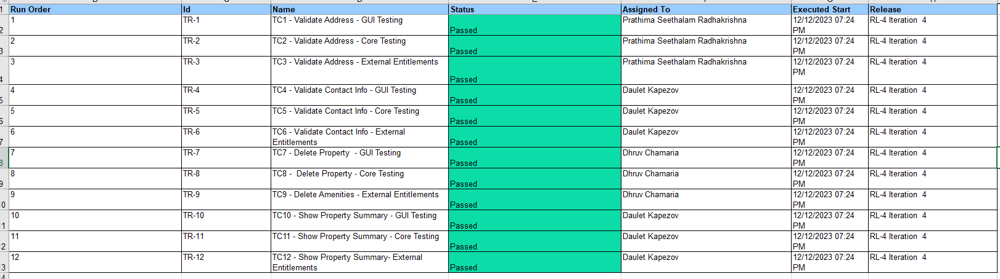 Run Order Id Name Status Assigned To Executed Start Release
1 TR-1 TC1 - Validate Address - GUI Testing Passed Prathima Seethalam Radhakrishna 12/12/2023 07:24 PM RL-4 Iteration  4
2 TR-2 TC2 - Validate Address - Core Testing Passed Prathima Seethalam Radhakrishna 12/12/2023 07:24 PM RL-4 Iteration  4
3 TR-3 TC3 - Validate Address - External Entitlements Passed Prathima Seethalam Radhakrishna 12/12/2023 07:24 PM RL-4 Iteration  4
4 TR-4 TC4 - Validate Contact Info - GUI Testing Passed Daulet Kapezov 12/12/2023 07:24 PM RL-4 Iteration  4
5 TR-5 TC5 - Validate Contact Info - Core Testing Passed Daulet Kapezov 12/12/2023 07:24 PM RL-4 Iteration  4
6 TR-6 TC6 - Validate Contact Info - External Entitlements Passed Daulet Kapezov 12/12/2023 07:24 PM RL-4 Iteration  4
7 TR-7 TC7 - Delete Property  - GUI Testing Passed Dhruv Chamaria 12/12/2023 07:24 PM RL-4 Iteration  4
8 TR-8 TC8 -  Delete Property - Core Testing Passed Dhruv Chamaria 12/12/2023 07:24 PM RL-4 Iteration  4
9 TR-9 TC9 - Delete Amenities - External Entitlements Passed Dhruv Chamaria 12/12/2023 07:24 PM RL-4 Iteration  4
10 TR-10 TC10 - Show Property Summary - GUI Testing Passed Daulet Kapezov 12/12/2023 07:24 PM RL-4 Iteration  4
11 TR-11 TC11 - Show Property Summary - Core Testing Passed Daulet Kapezov 12/12/2023 07:24 PM RL-4 Iteration  4
12 TR-12 TC12 - Show Property Summary- External Entitlements Passed Daulet Kapezov 12/12/2023 07:24 PM RL-4 Iteration  4